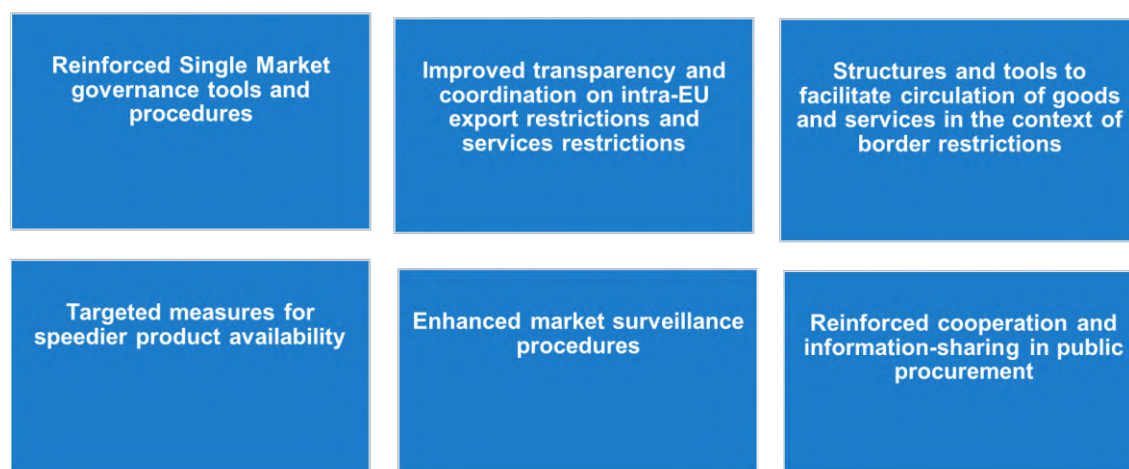 Reinforced Single Market
governance tools and
procedures
Improved transparency and
coordination on intra-EU
export restrictions and
services restrictions
Structures and tools to
facilitate circulation of goods
and services in the context of
border restrictions
Targeted measures for
speedier product availability
Enhanced market surveillance
procedures
Reinforced cooperation and
information-sharing in public
procurement